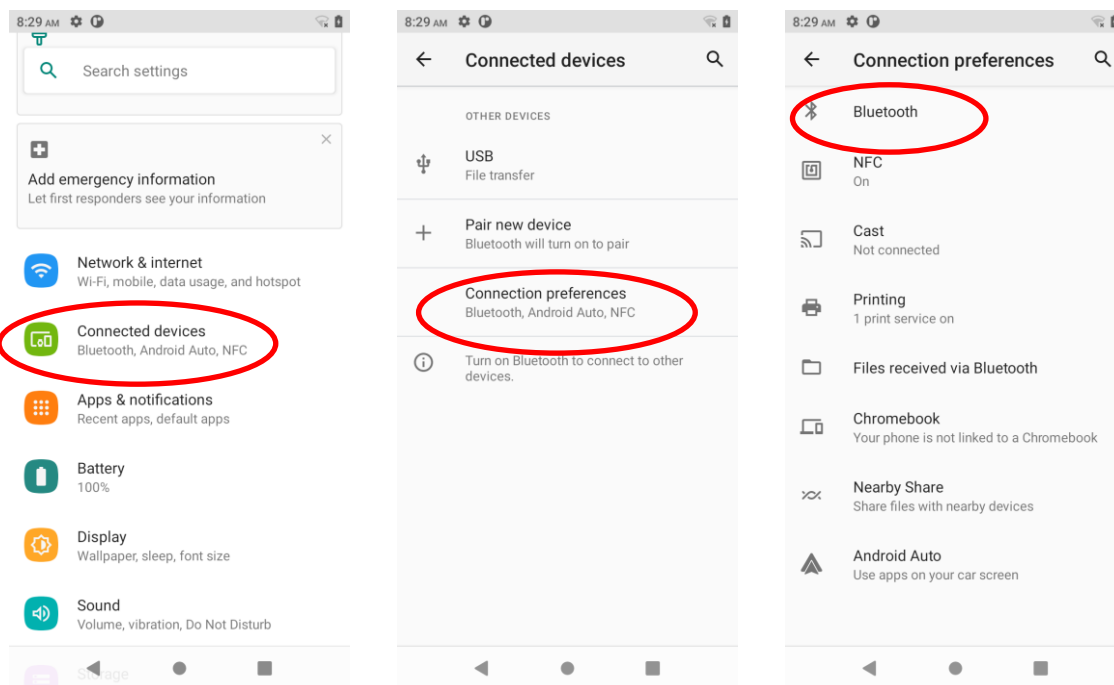 8:29 AM
Search settings
Add emergency information
Let first responders see your information
Network & internet
Wi-Fi, mobile, data usage, and hotspot
Connected devices
Bluetooth, Android Auto, NFC
Apps & notifications
Recent apps, default apps
Battery
100%
Display
Wallpaper, sleep, font size
Sound
Volume, vibration, Do Not Disturb
Storage
8:29 AM
Connected devices
OTHER DEVICES
USB
File transfer
Pair new device
Bluetooth will turn on to pair
Connection preferences
Bluetooth, Android Auto, NFC
Turn on Bluetooth to connect to other
devices.
8:29 AM
Connection preferences
Bluetooth
NFC
On
Cast
Not connected
Printing
1 print service on
Files received via Bluetooth
Chromebook
Your phone is not linked to a Chromebook
Nearby Share
Share files with nearby devices
Android Auto
Use apps on your car screen